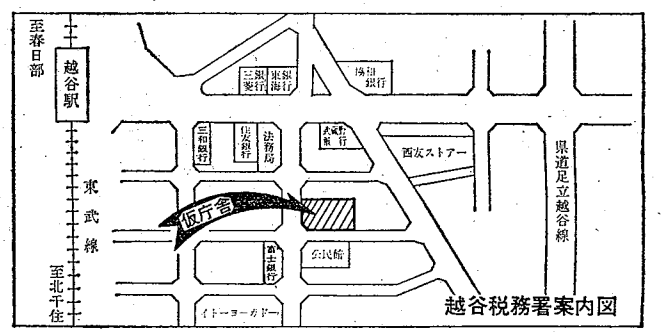 至春日部
越谷駅
東武線
至北千住
三菱銀行
東海銀行
協和銀行
三和銀行
住友銀行
法務局
武蔵野銀行
西友ストアー
県道足立越谷線
仮庁舎
富士銀行
公民館
イトーヨーカドー
越谷税務署案内図